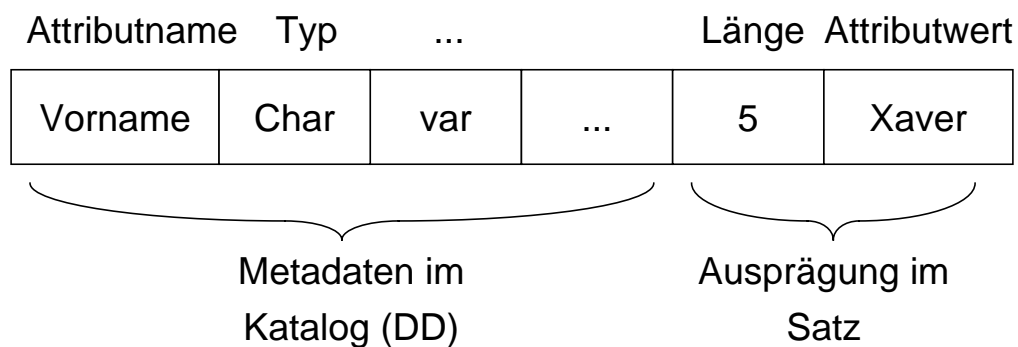 Attributname Typ ... Länge Attributwert
Vorname Char var ... 5 Xaver
Metadaten im Ausprägung im
Katalog (DD) Satz